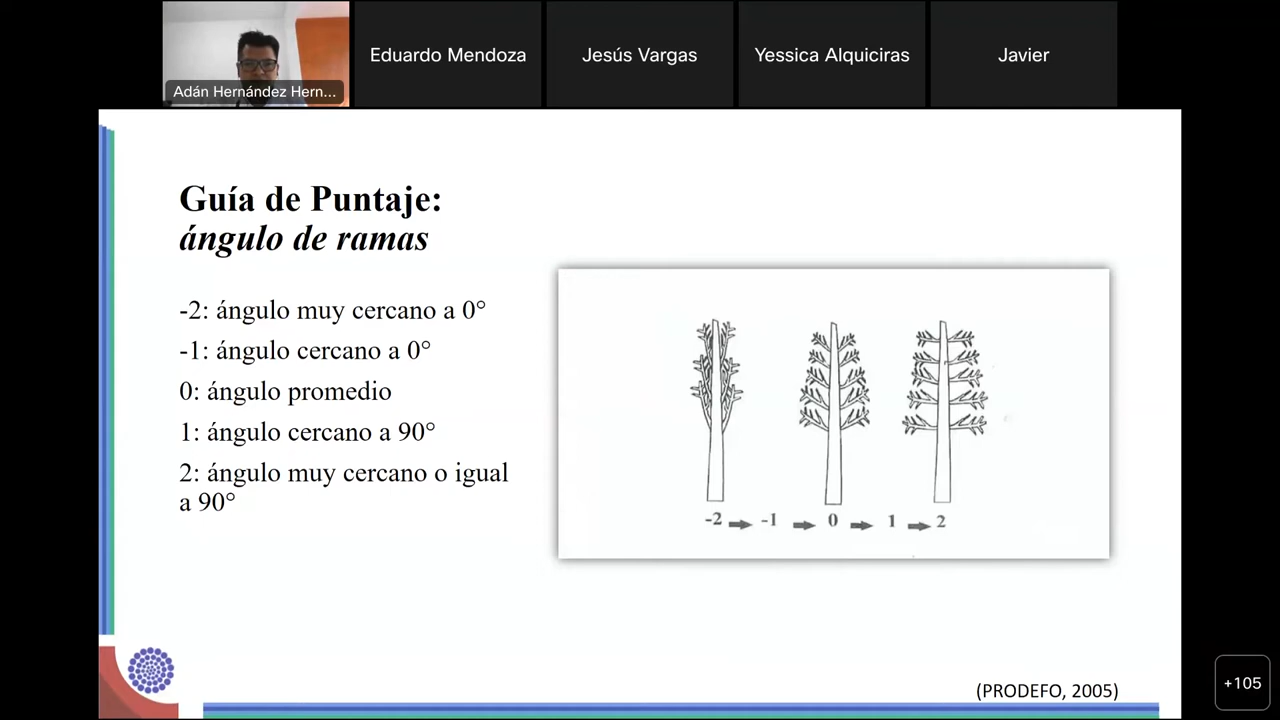 Adán Hernández Hern...
Eduardo Mendoza
Jesús Vargas
Yessica Alquiciras
Javier
Guía de Puntaje:
ángulo de ramas
-2: ángulo muy cercano a 0°
-1: ángulo cercano a 0°
0: ángulo promedio
1: ángulo cercano a 90°
2: ángulo muy cercano o igual
a 90°
-2 -1 0 1 2
(PRODEFO, 2005)
+105